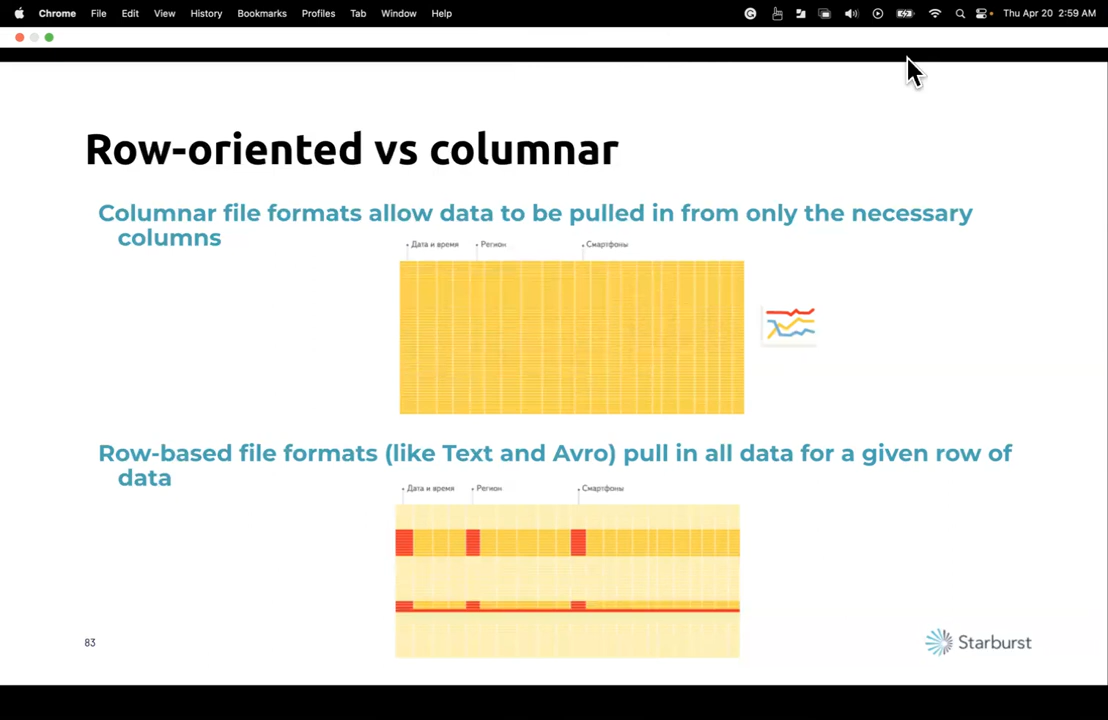 Chrome File Edit View History Bookmarks Profiles Tab Window Help Thu Apr 20 2:59 AM
Row-oriented vs columnar
Columnar file formats allow data to be pulled in from only the necessary
columns
Дата и время Регион Смартфоны
Row-based file formats (like Text and Avro) pull in all data for a given row of
data
Дата и время Регион Смартфоны
83
Starburst